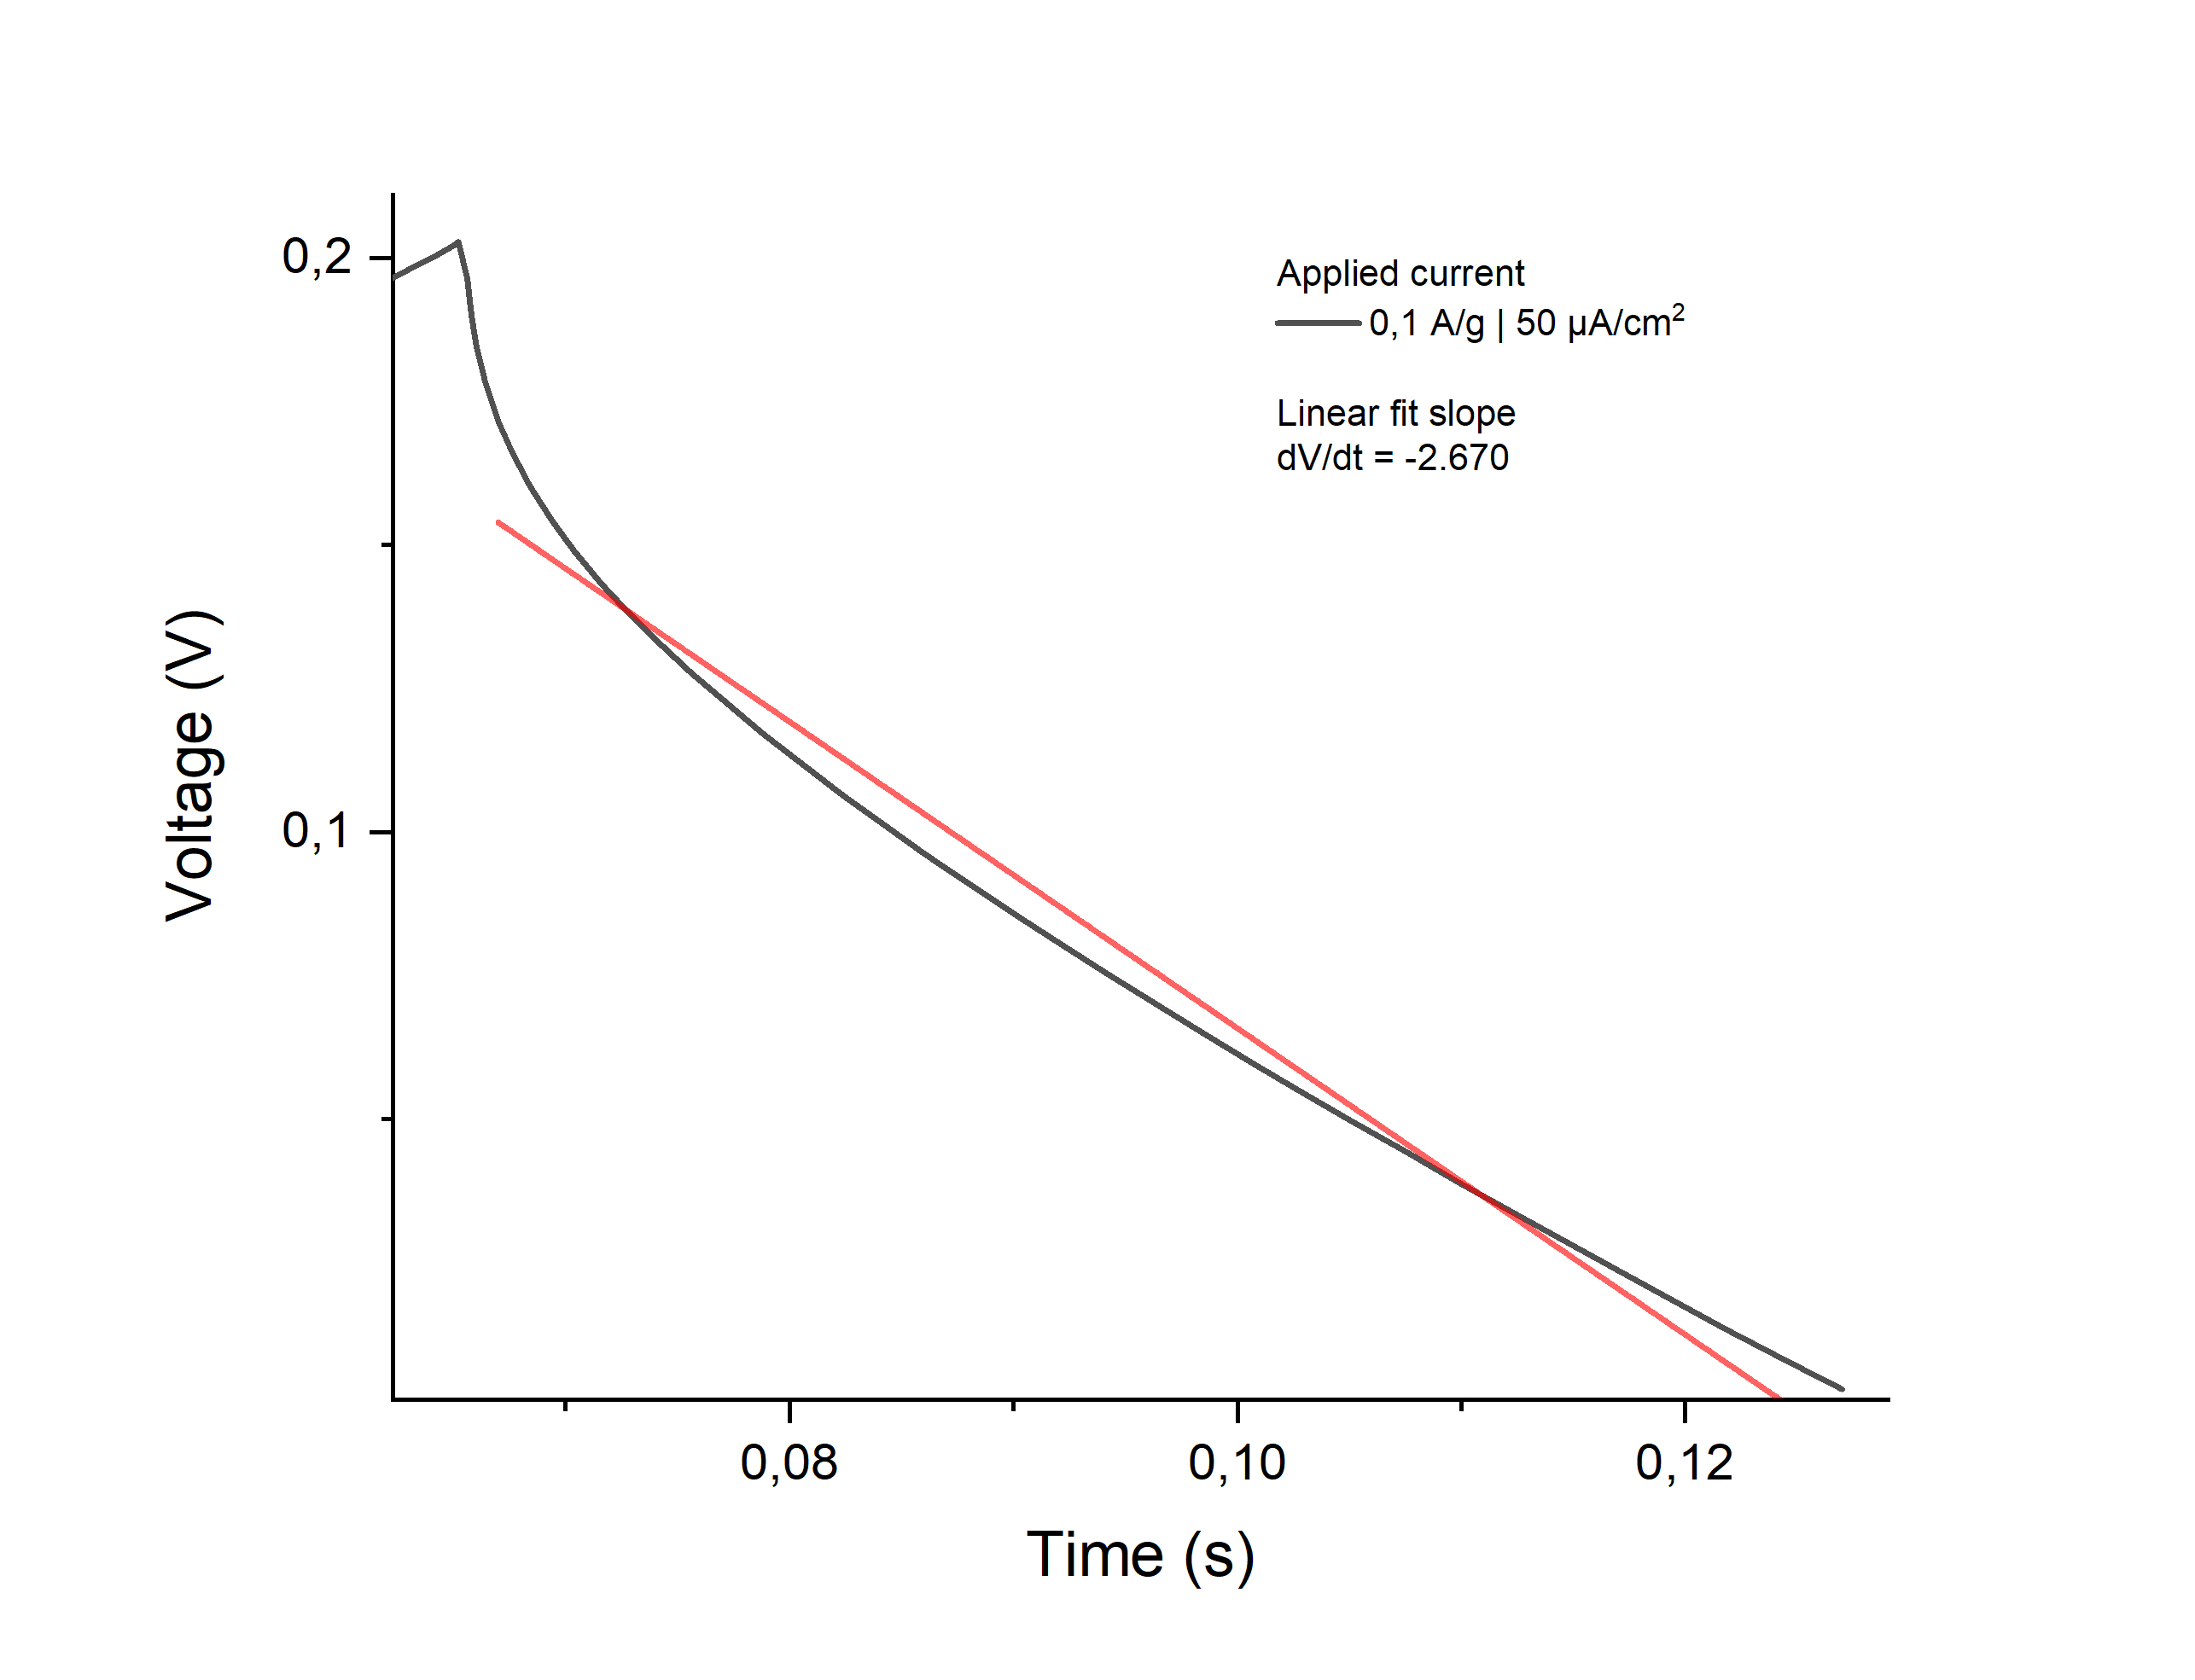 0,2
Applied current
0,1 A/g | 50 µA/cm²
Linear fit slope
dV/dt = -2.670
Voltage (V)
0,1
0,08
0,10
0,12
Time (s)